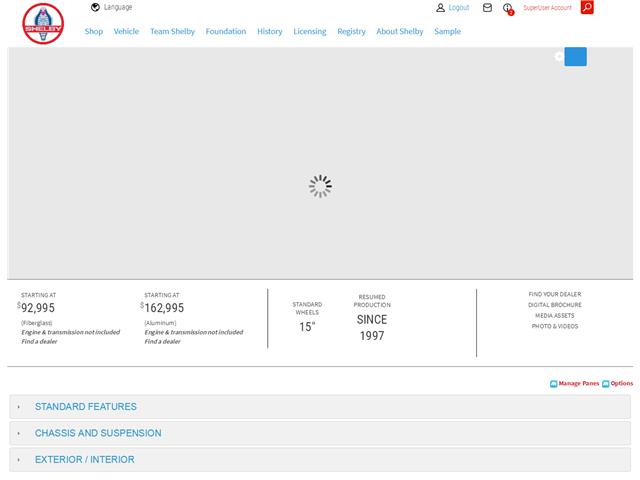 Language
Logout
2
SuperUser Account
SHELBY
Shop Vehicle Team Shelby Foundation History Licensing Registry About Shelby Sample
STARTING AT
$92,995
(Fiberglass)
Engine & transmission not included
Find a dealer
STARTING AT
$162,995
(Aluminum)
Engine & transmission not included
Find a dealer
STANDARD
WHEELS
15"
RESUMED
PRODUCTION
SINCE
1997
FIND YOUR DEALER
DIGITAL BROCHURE
MEDIA ASSETS
PHOTO & VIDEOS
Manage Panes Options
STANDARD FEATURES
CHASSIS AND SUSPENSION
EXTERIOR / INTERIOR